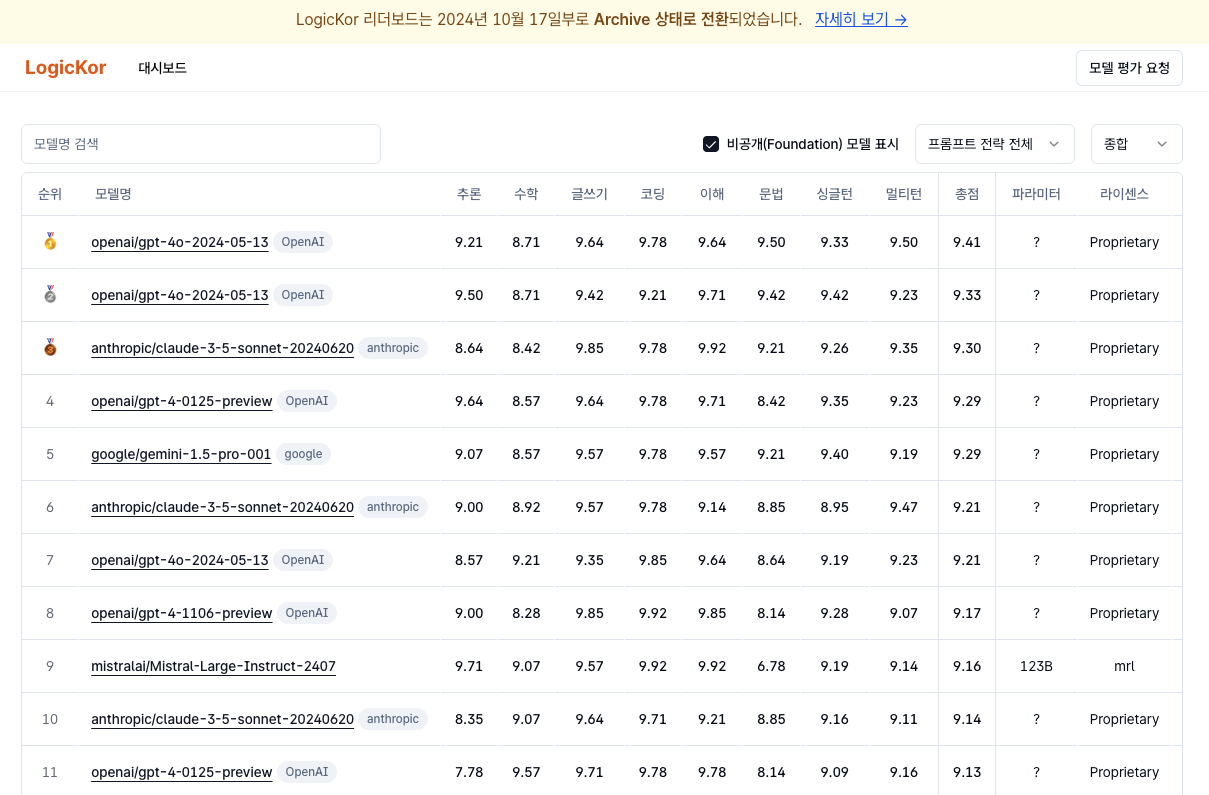 LogicKor 리더보드는 2024년 10월 17일부로 Archive 상태로 전환되었습니다. 자세히 보기 →
LogicKor 대시보드 모델 평가 요청
모델명 검색 비공개(Foundation) 모델 표시 프롬프트 전략 전체 종합
순위 모델명 추론 수학 글쓰기 코딩 이해 문법 싱글턴 멀티턴 총점 파라미터 라이센스
1 openai/gpt-4o-2024-05-13 OpenAI 9.21 8.71 9.64 9.78 9.64 9.50 9.33 9.50 9.41 ? Proprietary
2 openai/gpt-4o-2024-05-13 OpenAI 9.50 8.71 9.42 9.21 9.71 9.42 9.42 9.23 9.33 ? Proprietary
3 anthropic/claude-3-5-sonnet-20240620 anthropic 8.64 8.42 9.85 9.78 9.92 9.21 9.26 9.35 9.30 ? Proprietary
4 openai/gpt-4-0125-preview OpenAI 9.64 8.57 9.64 9.78 9.71 8.42 9.35 9.23 9.29 ? Proprietary
5 google/gemini-1.5-pro-001 google 9.07 8.57 9.57 9.78 9.57 9.21 9.40 9.19 9.29 ? Proprietary
6 anthropic/claude-3-5-sonnet-20240620 anthropic 9.00 8.92 9.57 9.78 9.14 8.85 8.95 9.47 9.21 ? Proprietary
7 openai/gpt-4o-2024-05-13 OpenAI 8.57 9.21 9.35 9.85 9.64 8.64 9.19 9.23 9.21 ? Proprietary
8 openai/gpt-4-1106-preview OpenAI 9.00 8.28 9.85 9.92 9.85 8.14 9.28 9.07 9.17 ? Proprietary
9 mistralai/Mistral-Large-Instruct-2407 9.71 9.07 9.57 9.92 9.92 6.78 9.19 9.14 9.16 123B mrl
10 anthropic/claude-3-5-sonnet-20240620 anthropic 8.35 9.07 9.64 9.71 9.21 8.85 9.16 9.11 9.14 ? Proprietary
11 openai/gpt-4-0125-preview OpenAI 7.78 9.57 9.71 9.78 9.78 8.14 9.09 9.16 9.13 ? Proprietary